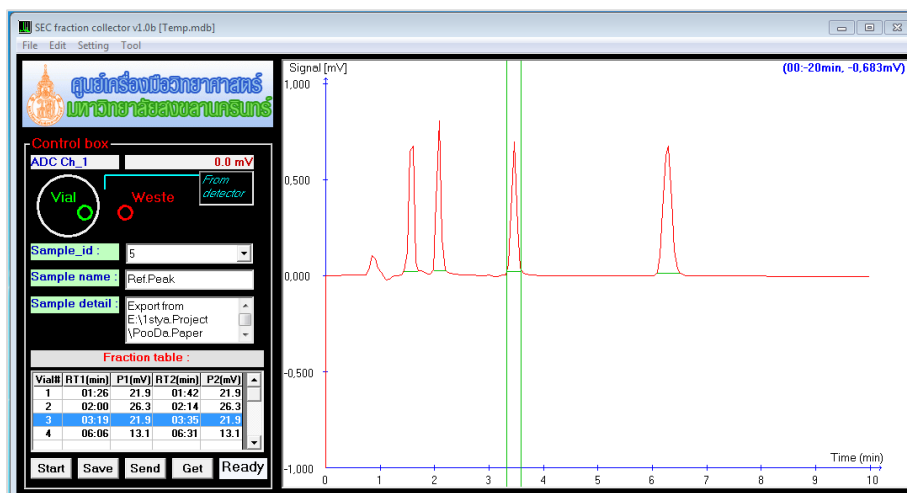 SEC fraction collector v1.0b [Temp.mdb]
File Edit Setting Tool
ศูนย์เครื่องมือวิทยาศาสตร์
มหาวิทยาลัยสงขลานครินทร์
Control box
ADC Ch_1 0.0 mV
From
detector
Vial Weste
Sample_id : 5
Sample name : Ref.Peak
Sample detail : Export from
E:\1stya.Project
\PooDa.Paper
Fraction table :
Vial# RT1(min) P1(mV) RT2(min) P2(mV)
1 01:26 21.9 01:42 21.9
2 02:00 26.3 02:14 26.3
3 03:19 21.9 03:35 21.9
4 06:06 13.1 06:31 13.1
Start Save Send Get Ready
Signal [mV] (00:-20min, -0,683mV)
1,000
0,500
0,000
-0,500
-1,000
Time (min)
0 1 2 3 4 5 6 7 8 9 10